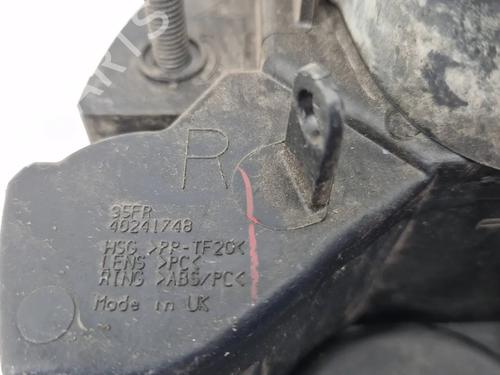 R
95FR
40241748
HSG >PP-TF20<
LENS >PC<
RING >ABS/PC<
Made in UK